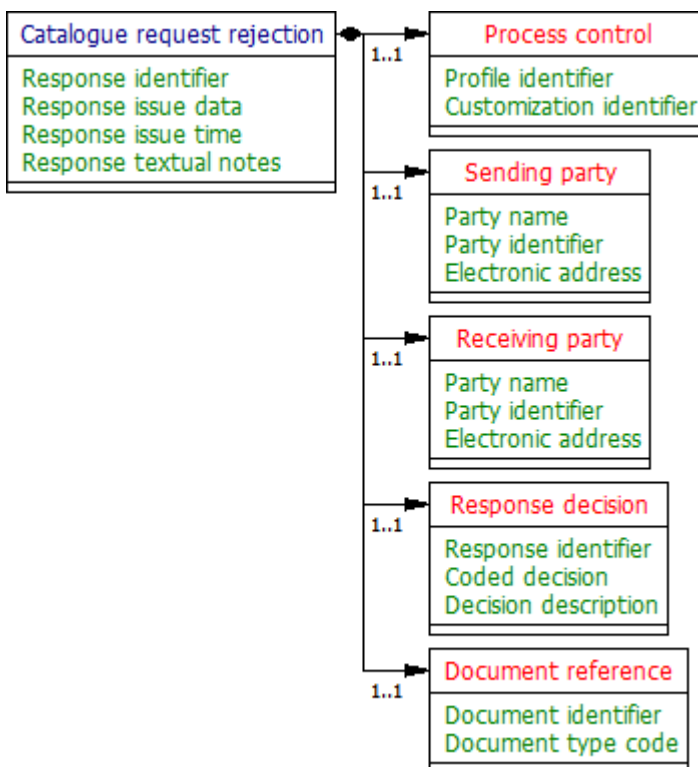 Catalogue request rejection
Response identifier
Response issue data
Response issue time
Response textual notes
1..1
Process control
Profile identifier
Customization identifier
1..1
Sending party
Party name
Party identifier
Electronic address
1..1
Receiving party
Party name
Party identifier
Electronic address
1..1
Response decision
Response identifier
Coded decision
Decision description
1..1
Document reference
Document identifier
Document type code